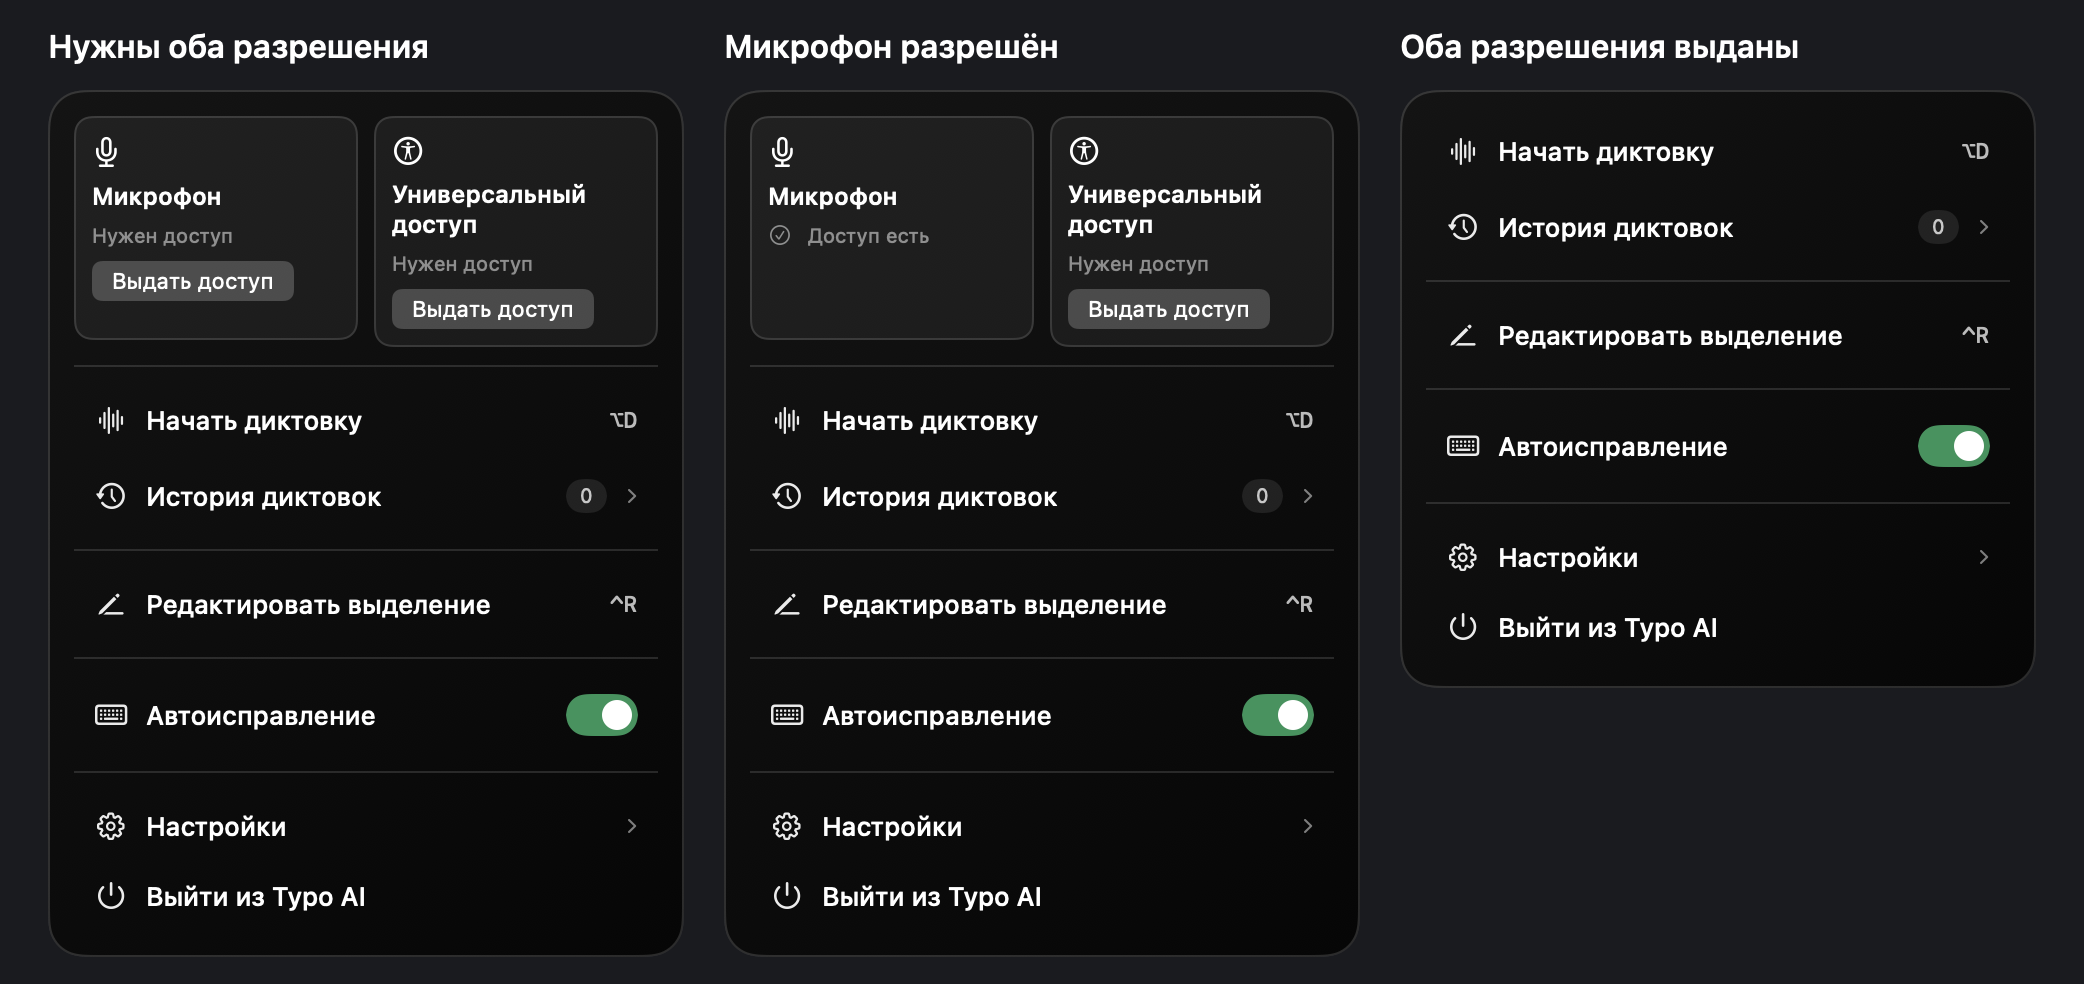 Нужны оба разрешения
Микрофон
Нужен доступ
Выдать доступ
Универсальный
доступ
Нужен доступ
Выдать доступ
Начать диктовку ⌥D
История диктовок 0
Редактировать выделение ^R
Автоисправление
Настройки
Выйти из Typo AI
Микрофон разрешён
Микрофон
Доступ есть
Универсальный
доступ
Нужен доступ
Выдать доступ
Начать диктовку ⌥D
История диктовок 0
Редактировать выделение ^R
Автоисправление
Настройки
Выйти из Typo AI
Оба разрешения выданы
Начать диктовку ⌥D
История диктовок 0
Редактировать выделение ^R
Автоисправление
Настройки
Выйти из Typo AI